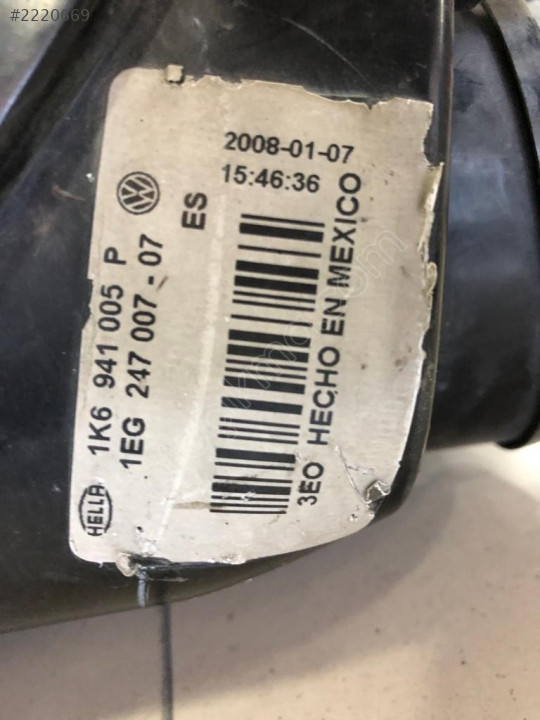 #2220669
2008-01-07
15:46:36
HELLA 1K6 941 005 P
1EG 247 007 - 07
ES
3EO HECHO EN MEXICO